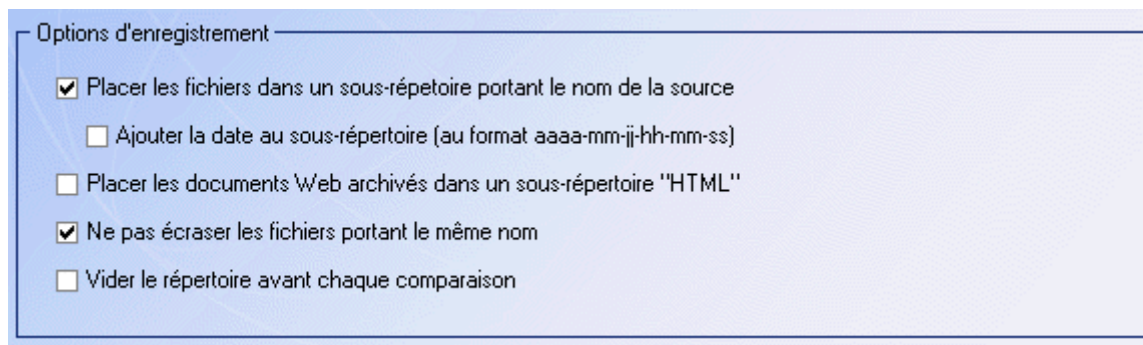 Options d'enregistrement
Placer les fichiers dans un sous-répetoire portant le nom de la source
Ajouter la date au sous-répertoire (au format aaaa-mm-jj-hh-mm-ss)
Placer les documents Web archivés dans un sous-répertoire "HTML"
Ne pas écraser les fichiers portant le même nom
Vider le répertoire avant chaque comparaison